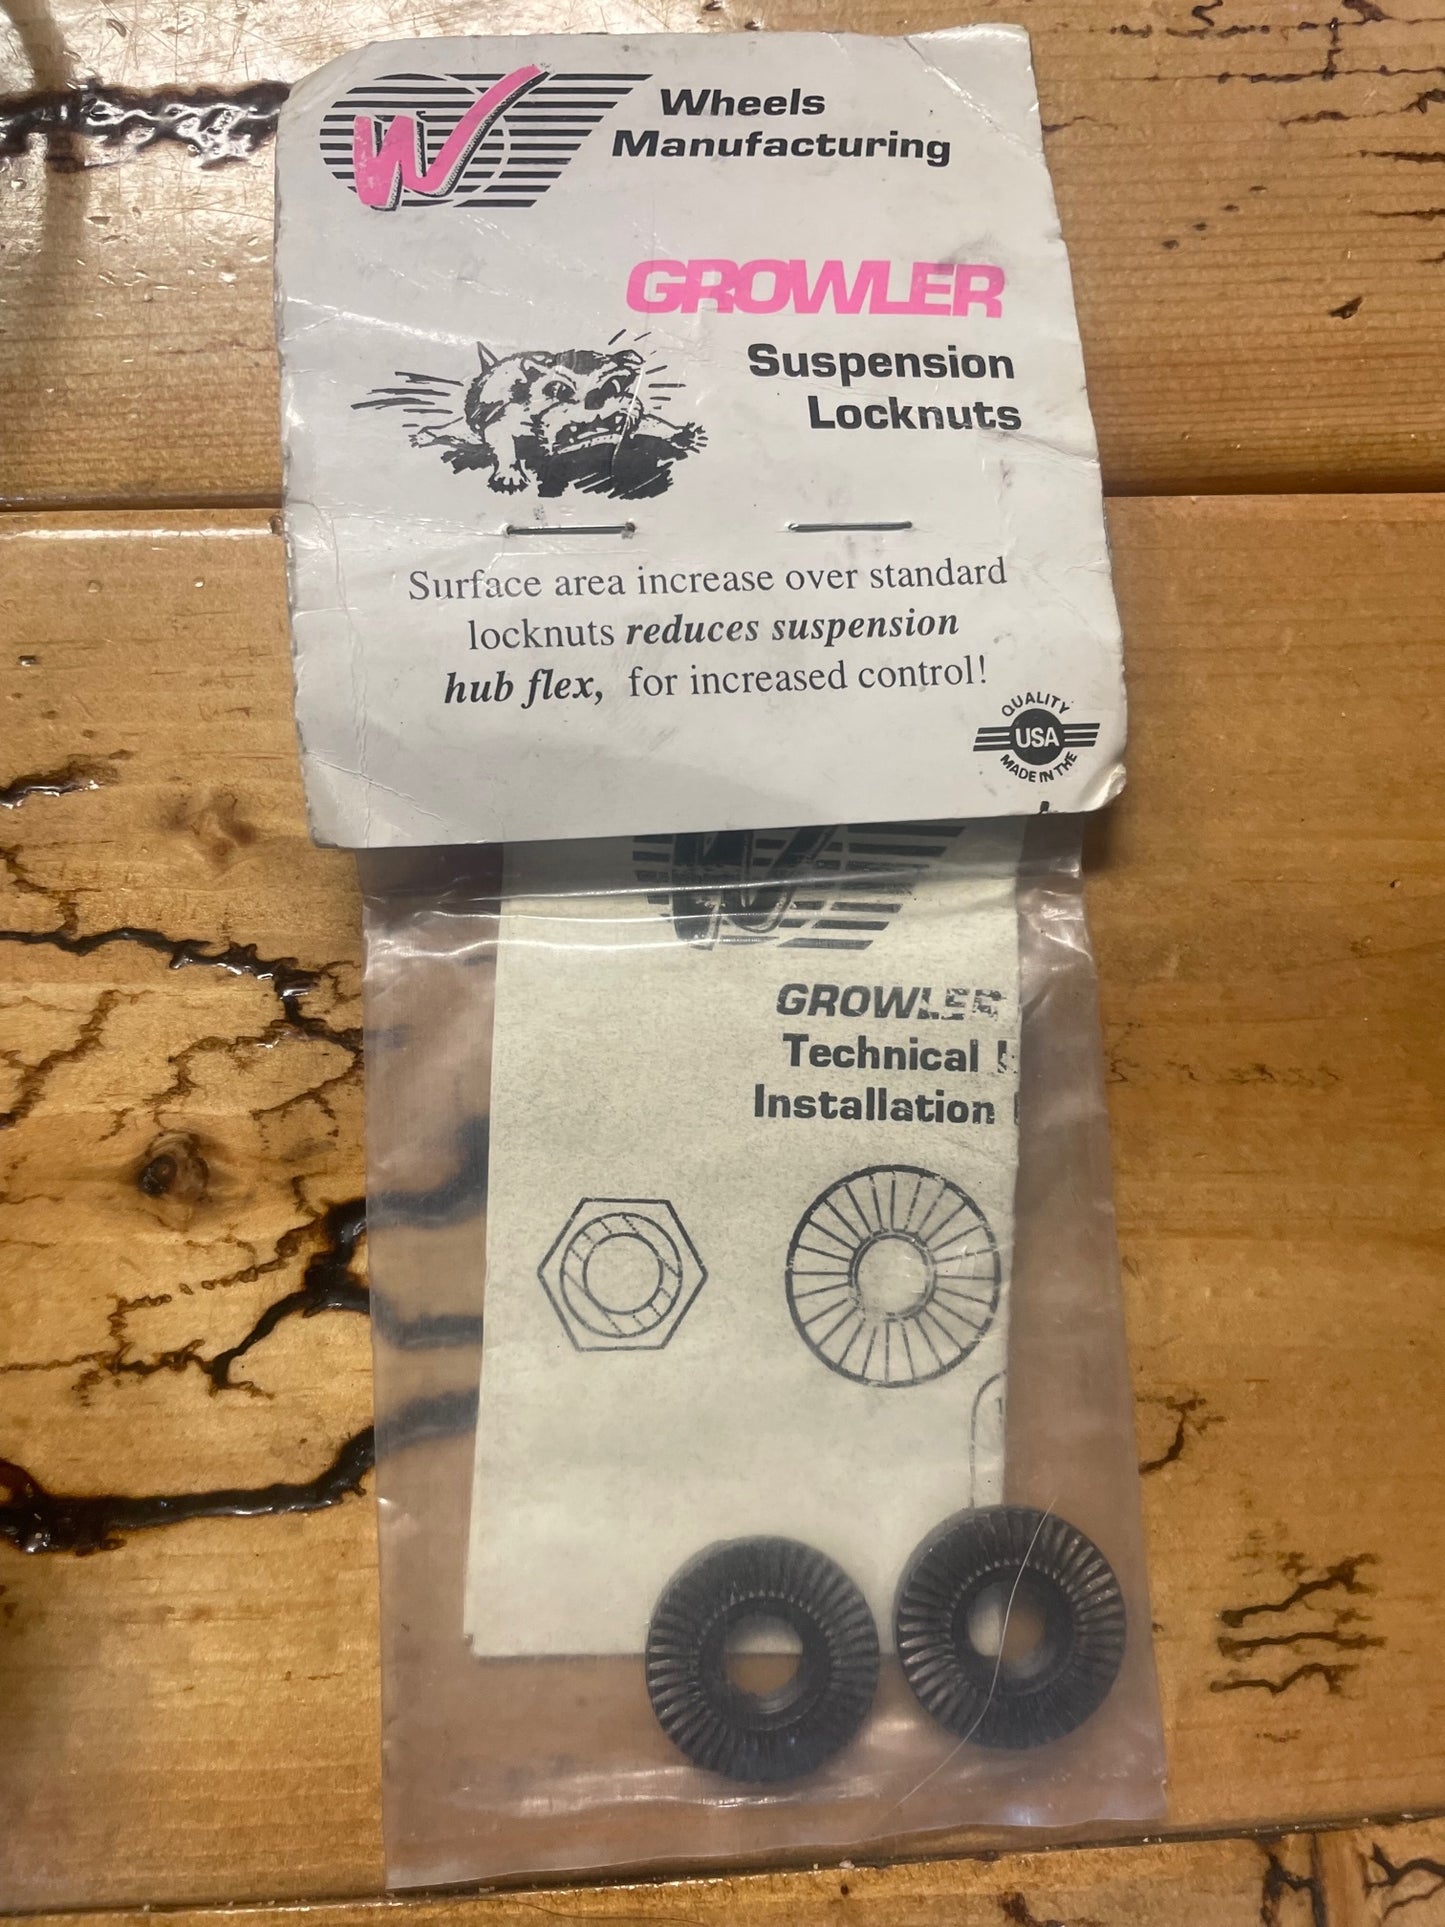 W
Wheels
Manufacturing
GROWLER
Suspension
Locknuts
Surface area increase over standard
locknuts reduces suspension
hub flex, for increased control!
QUALITY
USA
MADE IN THE
W
GROWLER
Technical
Installation